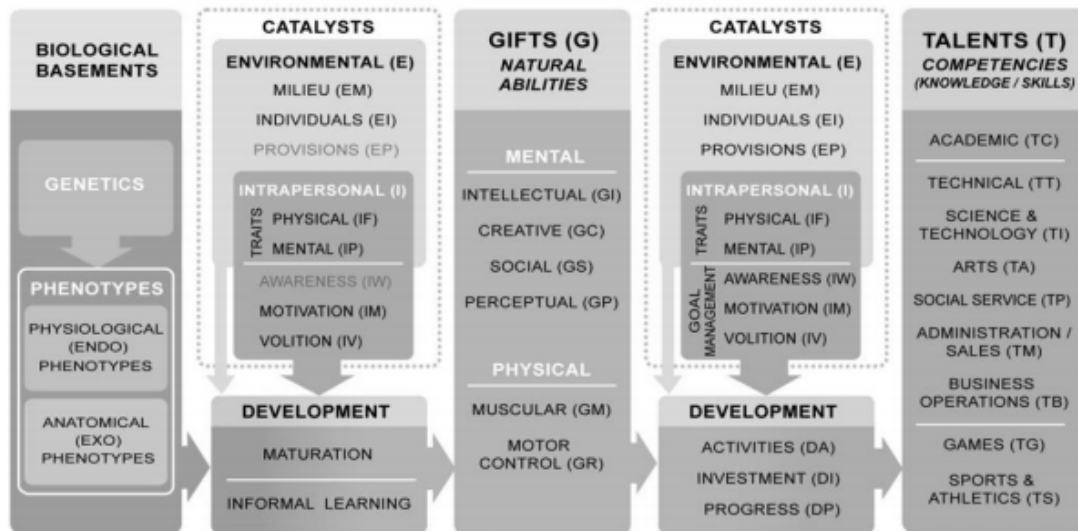 BIOLOGICAL
BASEMENTS
GENETICS
PHENOTYPES
PHYSIOLOGICAL
(ENDO)
PHENOTYPES
ANATOMICAL
(EXO)
PHENOTYPES
CATALYSTS
ENVIRONMENTAL (E)
MILIEU (EM)
INDIVIDUALS (EI)
PROVISIONS (EP)
INTRAPERSONAL (I)
TRAITS
PHYSICAL (IF)
MENTAL (IP)
AWARENESS (IW)
MOTIVATION (IM)
VOLITION (IV)
DEVELOPMENT
MATURATION
INFORMAL LEARNING
GIFTS (G)
NATURAL
ABILITIES
MENTAL
INTELLECTUAL (GI)
CREATIVE (GC)
SOCIAL (GS)
PERCEPTUAL (GP)
PHYSICAL
MUSCULAR (GM)
MOTOR
CONTROL (GR)
CATALYSTS
ENVIRONMENTAL (E)
MILIEU (EM)
INDIVIDUALS (EI)
PROVISIONS (EP)
INTRAPERSONAL (I)
TRAITS
PHYSICAL (IF)
MENTAL (IP)
GOAL
MANAGEMENT
AWARENESS (IW)
MOTIVATION (IM)
VOLITION (IV)
DEVELOPMENT
ACTIVITIES (DA)
INVESTMENT (DI)
PROGRESS (DP)
TALENTS (T)
COMPETENCIES
(KNOWLEDGE / SKILLS)
ACADEMIC (TC)
TECHNICAL (TT)
SCIENCE &
TECHNOLOGY (TI)
ARTS (TA)
SOCIAL SERVICE (TP)
ADMINISTRATION /
SALES (TM)
BUSINESS
OPERATIONS (TB)
GAMES (TG)
SPORTS &
ATHLETICS (TS)